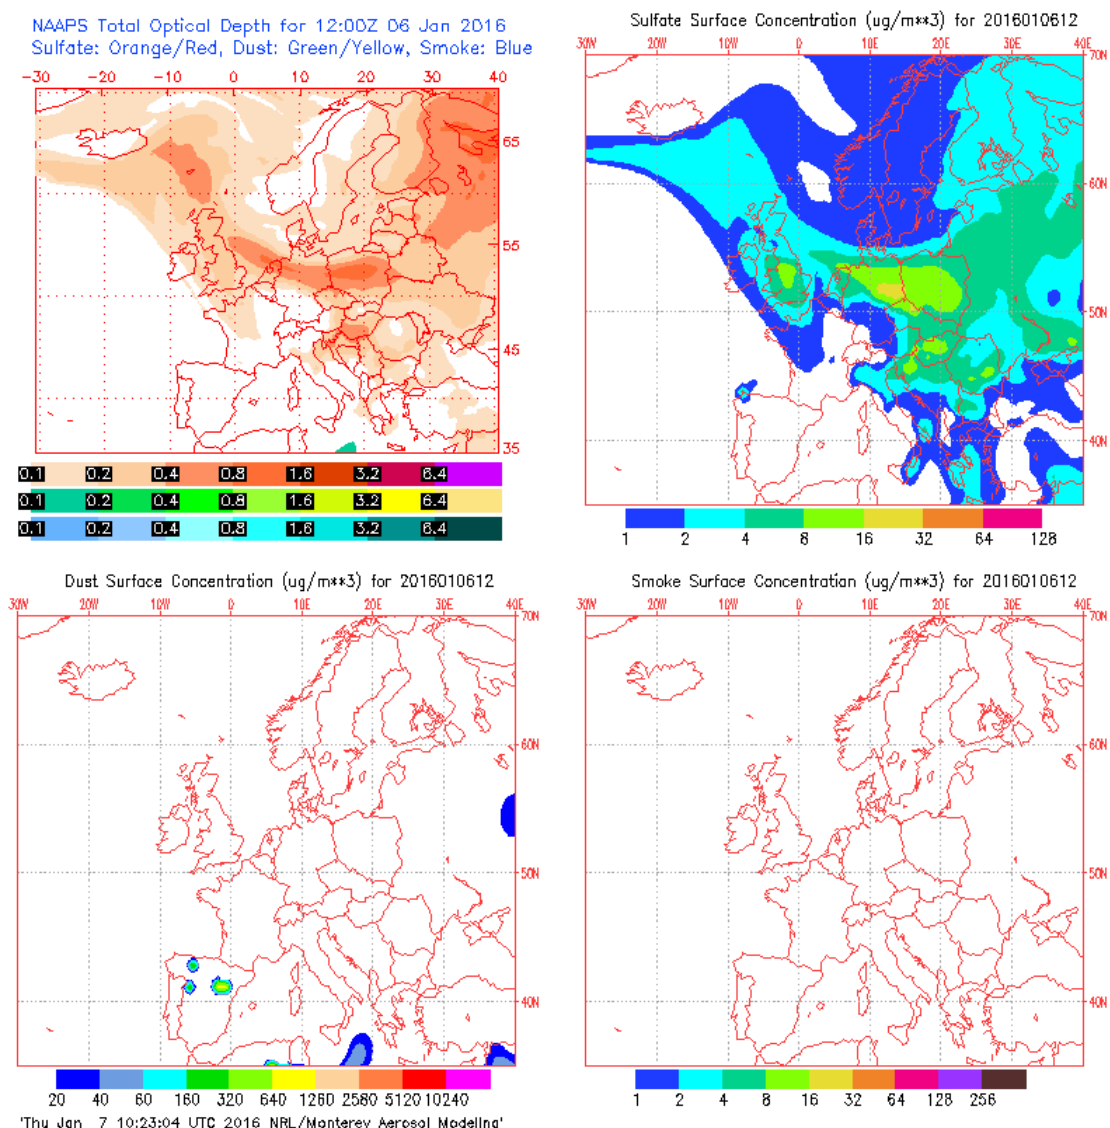 NAAPS Total Optical Depth for 12:00Z 06 Jan 2016
Sulfate: Orange/Red, Dust: Green/Yellow, Smoke: Blue
-30 -20 -10 0 10 20 30 40
65
55
45
35
0.1 0.2 0.4 0.8 1.6 3.2 6.4
0.1 0.2 0.4 0.8 1.6 3.2 6.4
0.1 0.2 0.4 0.8 1.6 3.2 6.4
Sulfate Surface Concentration (ug/m**3) for 2016010612
30W 20W 10W 0 10E 20E 30E 40E
70N
60N
50N
40N
1 2 4 8 16 32 64 128
Dust Surface Concentration (ug/m**3) for 2016010612
30W 20W 10W 0 10E 20E 30E 40E
70N
60N
50N
40N
20 40 60 160 320 640 1260 2580 5120 10240
'Thu Jan 7 10:23:04 UTC 2016 NRL/Monterey Aerosol Modeling'
Smoke Surface Concentration (ug/m**3) for 2016010612
30W 20W 10W 0 10E 20E 30E 40E
70N
60N
50N
40N
1 2 4 8 16 32 64 128 256